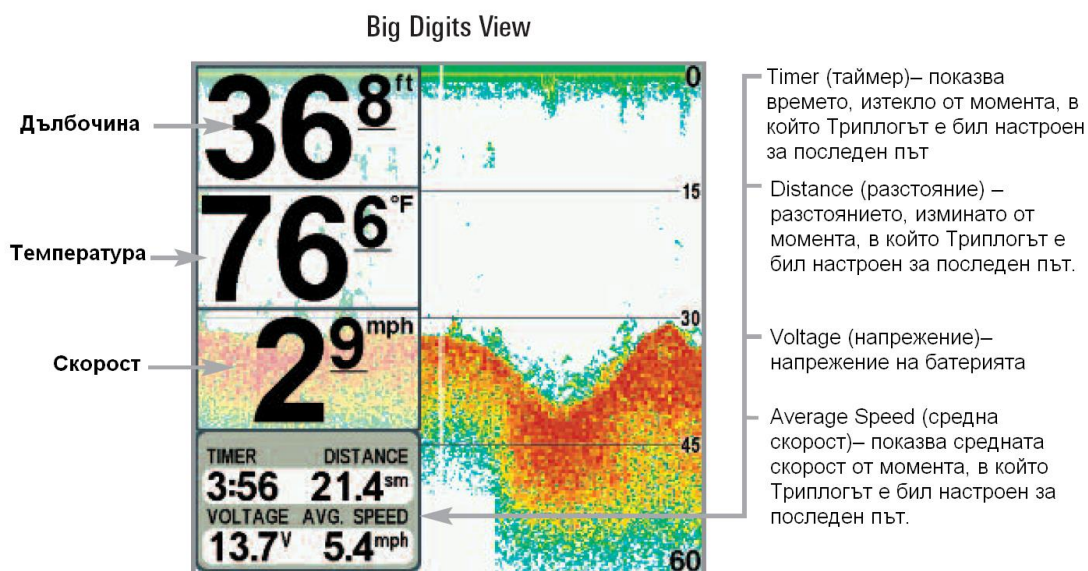 Big Digits View
Дълбочина
Температура
Скорост
36 8 ft
76 6 °F
2 9 mph
TIMER DISTANCE
3:56 21.4 sm
VOLTAGE AVG. SPEED
13.7 V 5.4 mph
0
15
30
45
60
Timer (таймер)– показва
времето, изтекло от момента, в
който Триплогът е бил настроен
за последен път
Distance (разстояние) –
разстоянието, изминато от
момента, в който Триплогът е
бил настроен за последен път.
Voltage (напрежение)–
напрежение на батерията
Average Speed (средна
скорост)– показва средната
скорост от момента, в който
Триплогът е бил настроен за
последен път.